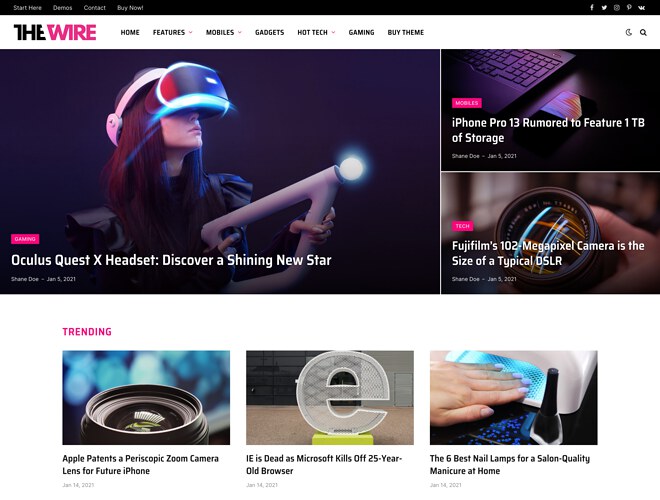 Start Here Demos Contact Buy Now!
THE WIRE
HOME FEATURES MOBILES GADGETS HOT TECH GAMING BUY THEME
GAMING
Oculus Quest X Headset: Discover a Shining New Star
Shane Doe – Jan 5, 2021
MOBILES
iPhone Pro 13 Rumored to Feature 1 TB
of Storage
Shane Doe – Jan 5, 2021
TECH
Fujifilm's 102-Megapixel Camera is the
Size of a Typical DSLR
Shane Doe – Jan 5, 2021
TRENDING
Apple Patents a Periscopic Zoom Camera
Lens for Future iPhone
Jan 14, 2021
IE is Dead as Microsoft Kills Off 25-Year-
Old Browser
Jan 14, 2021
The 6 Best Nail Lamps for a Salon-Quality
Manicure at Home
Jan 14, 2021